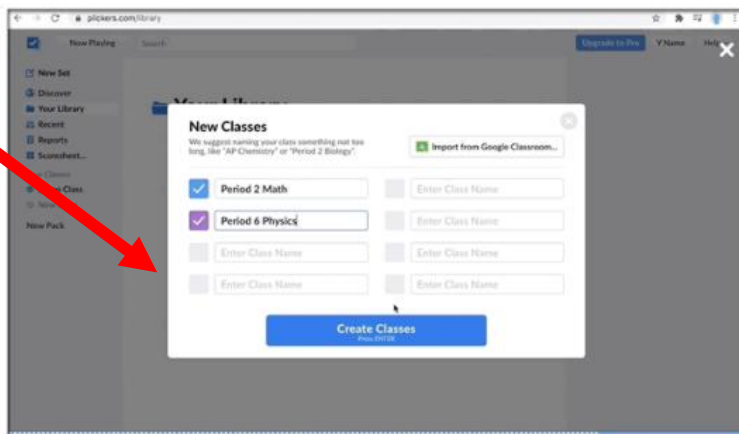 plickers.com/library
Now Playing
Search
Upgrade to Pro
Y Name
Help
New Set
Discover
Your Library
Recent
Reports
Scoresheet...
Class
New
New Pack
Your Library
New Classes
We suggest naming your class something not too
long, like "AP Chemistry" or "Period 2 Biology".
Import from Google Classroom...
Period 2 Math
Enter Class Name
Period 6 Physics
Enter Class Name
Enter Class Name
Enter Class Name
Enter Class Name
Enter Class Name
Create Classes
Press ENTER